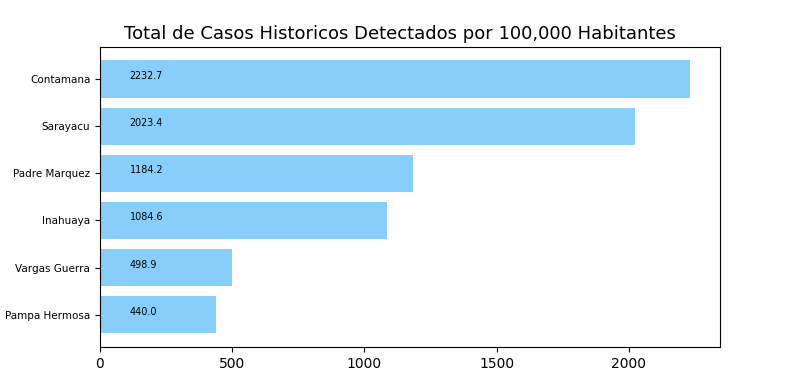 Total de Casos Historicos Detectados por 100,000 Habitantes
Contamana 2232.7
Sarayacu 2023.4
Padre Marquez 1184.2
Inahuaya 1084.6
Vargas Guerra 498.9
Pampa Hermosa 440.0
0 500 1000 1500 2000